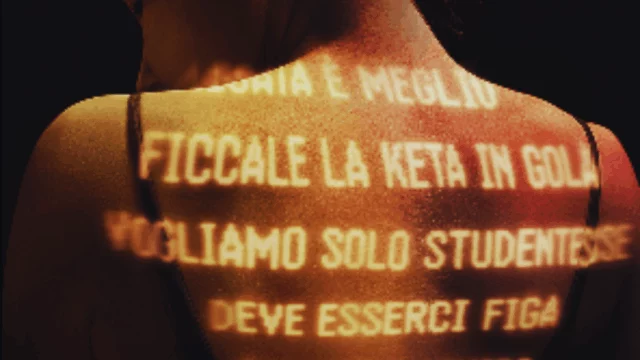 È MEGLIO
FICCALE LA KETA IN GOLA
VOGLIAMO SOLO STUDENTESSE
DEVE ESSERCI FIGA